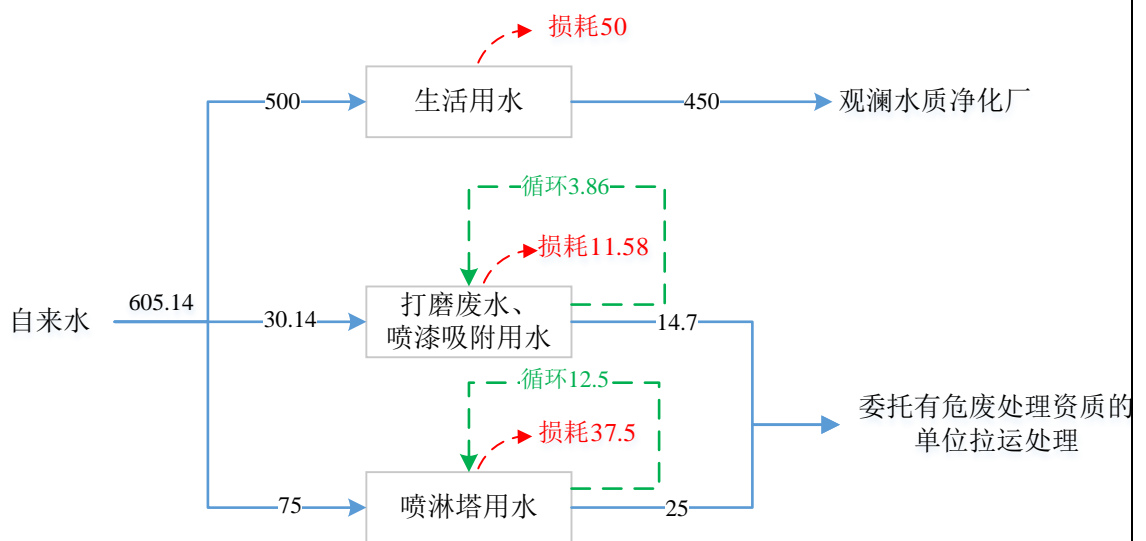 损耗50
500
生活用水
450
观澜水质净化厂
循环3.86
损耗11.58
自来水
605.14
30.14
打磨废水、
喷漆吸附用水
14.7
循环12.5
损耗37.5
委托有危废处理资质的
单位拉运处理
75
喷淋塔用水
25